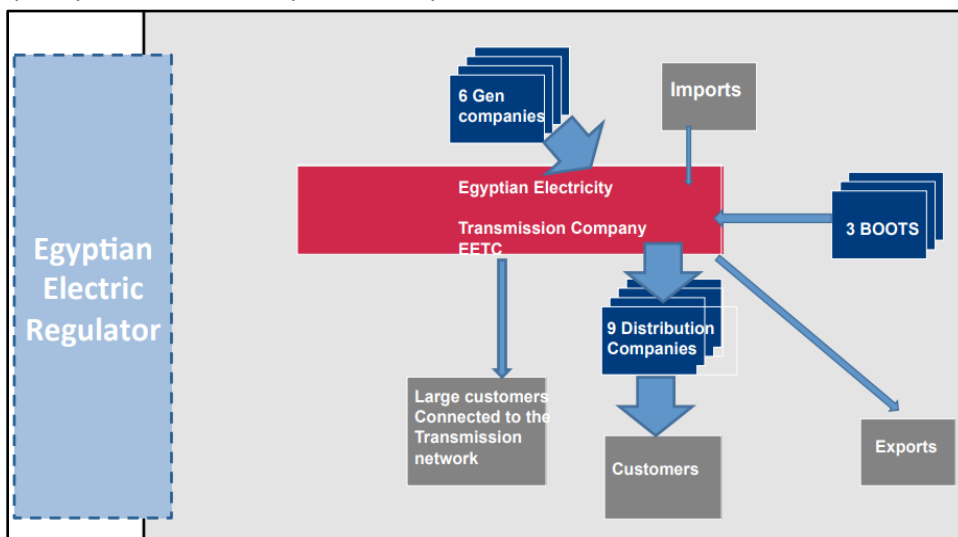 Egyptian
Electric
Regulator
6 Gen
companies
Imports
Egyptian Electricity
Transmission Company
EETC
3 BOOTS
9 Distribution
Companies
Large customers
Connected to the
Transmission
network
Customers
Exports